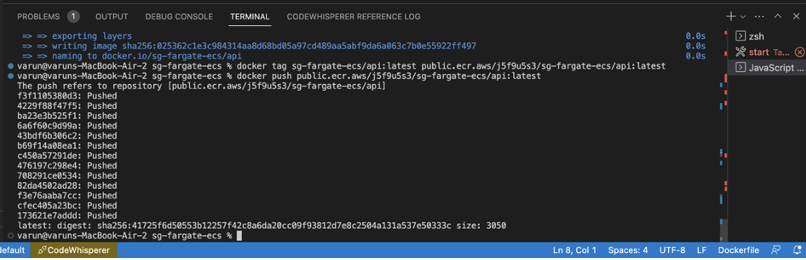 PROBLEMS 1 OUTPUT DEBUG CONSOLE TERMINAL CODEWHISPERER REFERENCE LOG
=> => exporting layers 0.0s
=> => writing image sha256:025362c1e3c984314aa8d68bd05a97cd489aa5abf9da6a063c7b0e55922ff497 0.0s
=> => naming to docker.io/sg-fargate-ecs/api 0.0s
varun@varuns-MacBook-Air-2 sg-fargate-ecs % docker tag sg-fargate-ecs/api:latest public.ecr.aws/j5f9u5s3/sg-fargate-ecs/api:latest
varun@varuns-MacBook-Air-2 sg-fargate-ecs % docker push public.ecr.aws/j5f9u5s3/sg-fargate-ecs/api:latest
The push refers to repository [public.ecr.aws/j5f9u5s3/sg-fargate-ecs/api]
f3f1105380d3: Pushed
4229f88f47f5: Pushed
ba23e3b525f1: Pushed
6a6f60c9d99a: Pushed
43bdf6b306c2: Pushed
b69f14a08ea1: Pushed
c450a57291de: Pushed
476197c298e4: Pushed
708291ce0534: Pushed
82da4502ad28: Pushed
f3e76aaba7cc: Pushed
cfec405a23bc: Pushed
173621e7addd: Pushed
latest: digest: sha256:41725f6d50553b12257f42c8a6da20cc09f93812d7e8c2504e131a537e50333c size: 3050
varun@varuns-MacBook-Air-2 sg-fargate-ecs %
zsh
start Ta...
JavaScript ...
default CodeWhisperer Ln 8, Col 1 Spaces: 4 UTF-8 LF Dockerfile